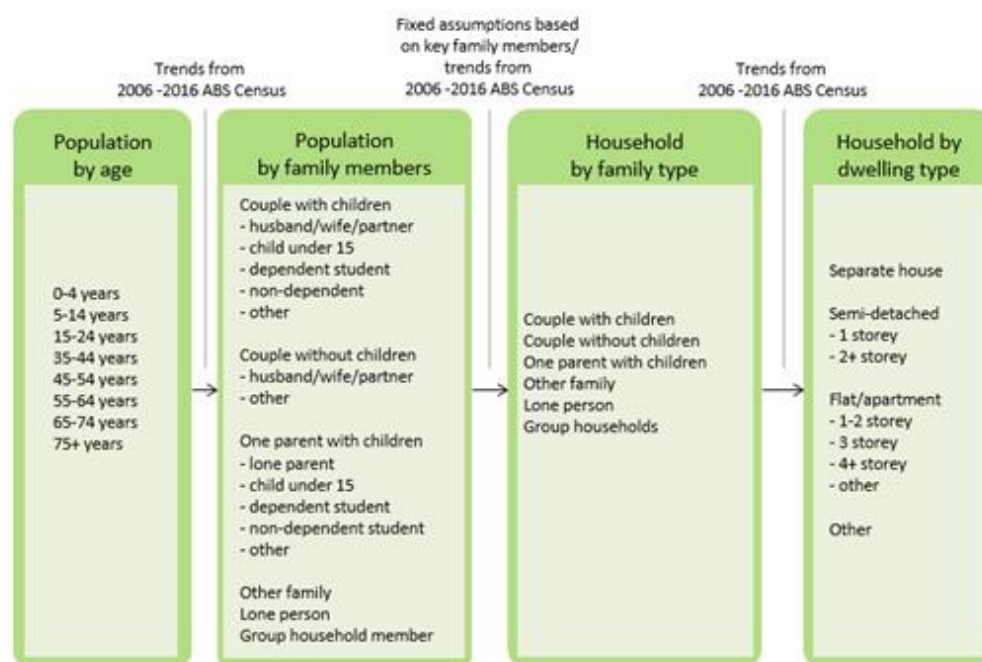 Trends from
2006 -2016 ABS Census
Fixed assumptions based
on key family members/
trends from
2006 -2016 ABS Census
Trends from
2006 -2016 ABS Census
Population
by age
0-4 years
5-14 years
15-24 years
35-44 years
45-54 years
55-64 years
65-74 years
75+ years
Population
by family members
Couple with children
- husband/wife/partner
- child under 15
- dependent student
- non-dependent
- other
Couple without children
- husband/wife/partner
- other
One parent with children
- lone parent
- child under 15
- dependent student
- non-dependent student
- other
Other family
Lone person
Group household member
Household
by family type
Couple with children
Couple without children
One parent with children
Other family
Lone person
Group households
Household by
dwelling type
Separate house
Semi-detached
- 1 storey
- 2+ storey
Flat/apartment
- 1-2 storey
- 3 storey
- 4+ storey
- other
Other